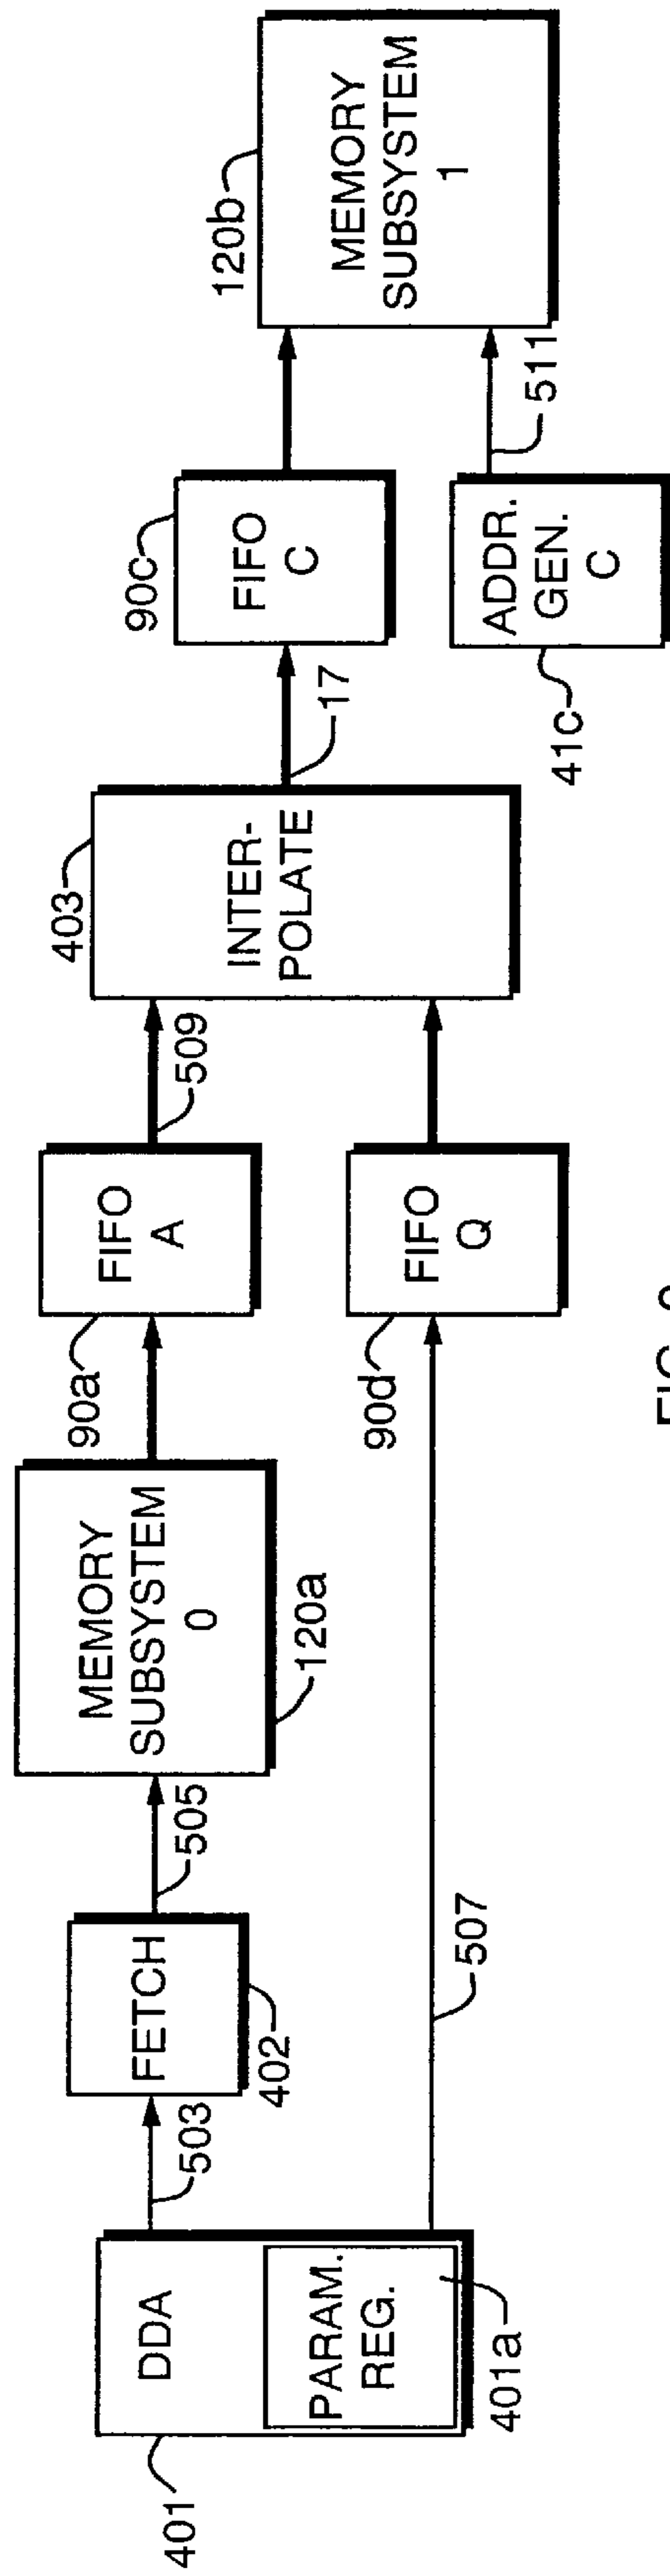 401
DDA
PARAM.
REG.
401a
503
FETCH
402
505
507
MEMORY
SUBSYSTEM
0
120a
90a
FIFO
A
509
90d
FIFO
Q
403
INTER-
POLATE
17
90c
FIFO
C
41c
ADDR.
GEN.
C
511
120b
MEMORY
SUBSYSTEM
1
FIG.